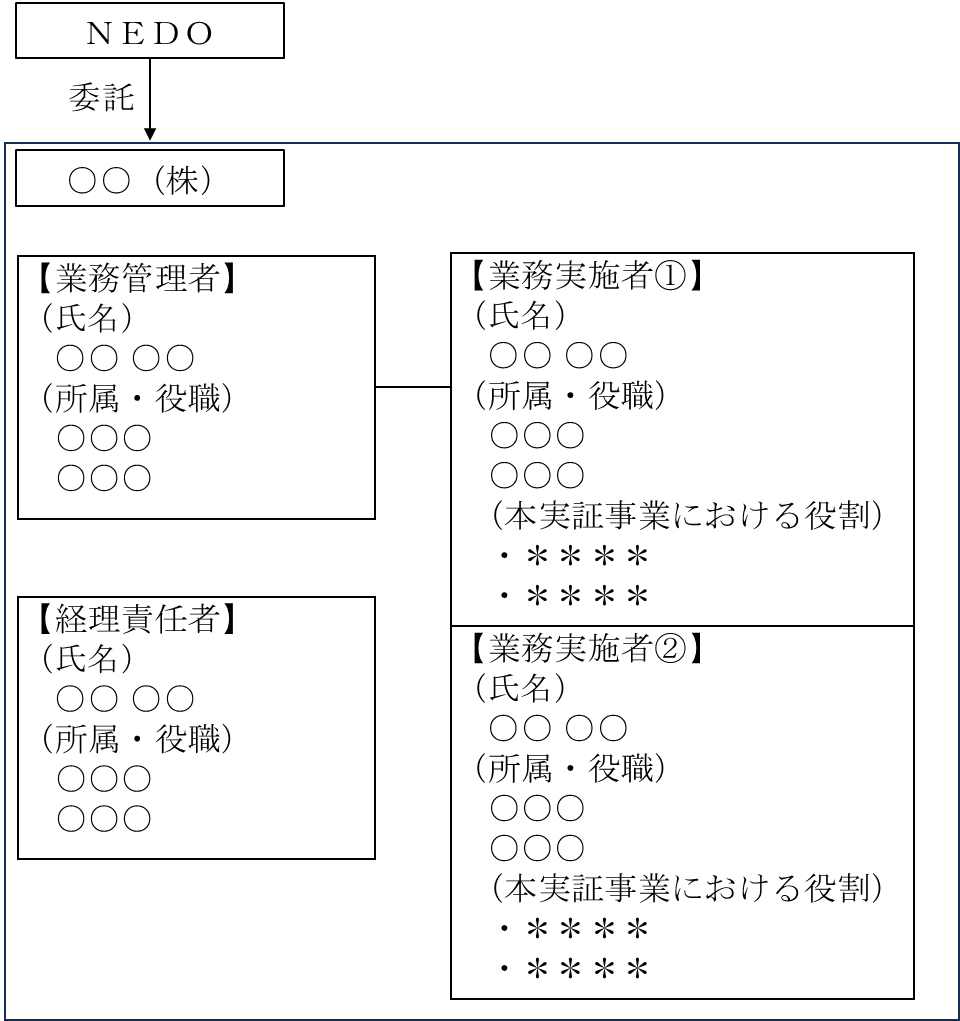 ＮＥＤＯ
委託
○○（株）
【業務管理者】
（氏名）
○○ ○○
（所属・役職）
○○○
○○○
【経理責任者】
（氏名）
○○ ○○
（所属・役職）
○○○
○○○
【業務実施者①】
（氏名）
○○ ○○
（所属・役職）
○○○
○○○
（本実証事業における役割）
・＊＊＊＊
・＊＊＊＊
【業務実施者②】
（氏名）
○○ ○○
（所属・役職）
○○○
○○○
（本実証事業における役割）
・＊＊＊＊
・＊＊＊＊